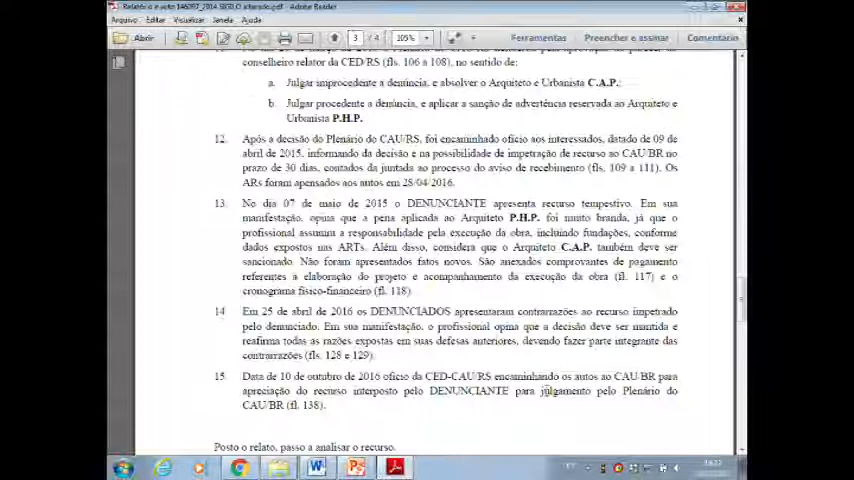 Relatório e voto 146097_2014 SIGILO alterado.pdf - Adobe Reader
Arquivo Editar Visualizar Janela Ajuda
Abrir 3 / 4 105% Ferramentas Preencher e assinar Comentário
conselheiro relator da CED/RS (fls. 106 a 108), no sentido de:
a. Julgar improcedente a denúncia, e absolver o Arquiteto e Urbanista C.A.P.;
b. Julgar procedente a denúncia, e aplicar a sanção de advertência reservada ao Arquiteto e
Urbanista P.H.P.
12. Após a decisão do Plenário do CAU/RS, foi encaminhado ofício aos interessados, datado de 09 de
abril de 2015, informando da decisão e na possibilidade de impetração de recurso ao CAU/BR no
prazo de 30 dias, contados da juntada ao processo do aviso de recebimento (fls. 109 a 111). Os
ARs foram apensados aos autos em 28/04/2016.
13. No dia 07 de maio de 2015 o DENUNCIANTE apresenta recurso tempestivo. Em sua
manifestação, opina que a pena aplicada ao Arquiteto P.H.P. foi muito branda, já que o
profissional assumiu a responsabilidade pela execução da obra, incluindo fundações, conforme
dados expostos nas ARTs. Além disso, considera que o Arquiteto C.A.P. também deve ser
sancionado. Não foram apresentados fatos novos. São anexados comprovantes de pagamento
referentes à elaboração do projeto e acompanhamento da execução da obra (fl. 117) e o
cronograma físico-financeiro (fl. 118).
14 Em 25 de abril de 2016 os DENUNCIADOS apresentaram contrarrazões ao recurso impetrado
pelo denunciado. Em sua manifestação, o profissional opina que a decisão deve ser mantida e
reafirma todas as razões expostas em suas defesas anteriores, devendo fazer parte integrante das
contrarrazões (fls. 128 e 129).
15. Data de 10 de outubro de 2016 ofício da CED-CAU/RS encaminhando os autos ao CAU/BR para
apreciação do recurso interposto pelo DENUNCIANTE para julgamento pelo Plenário do
CAU/BR (fl. 138).
Posto o relato, passo a analisar o recurso.
PT